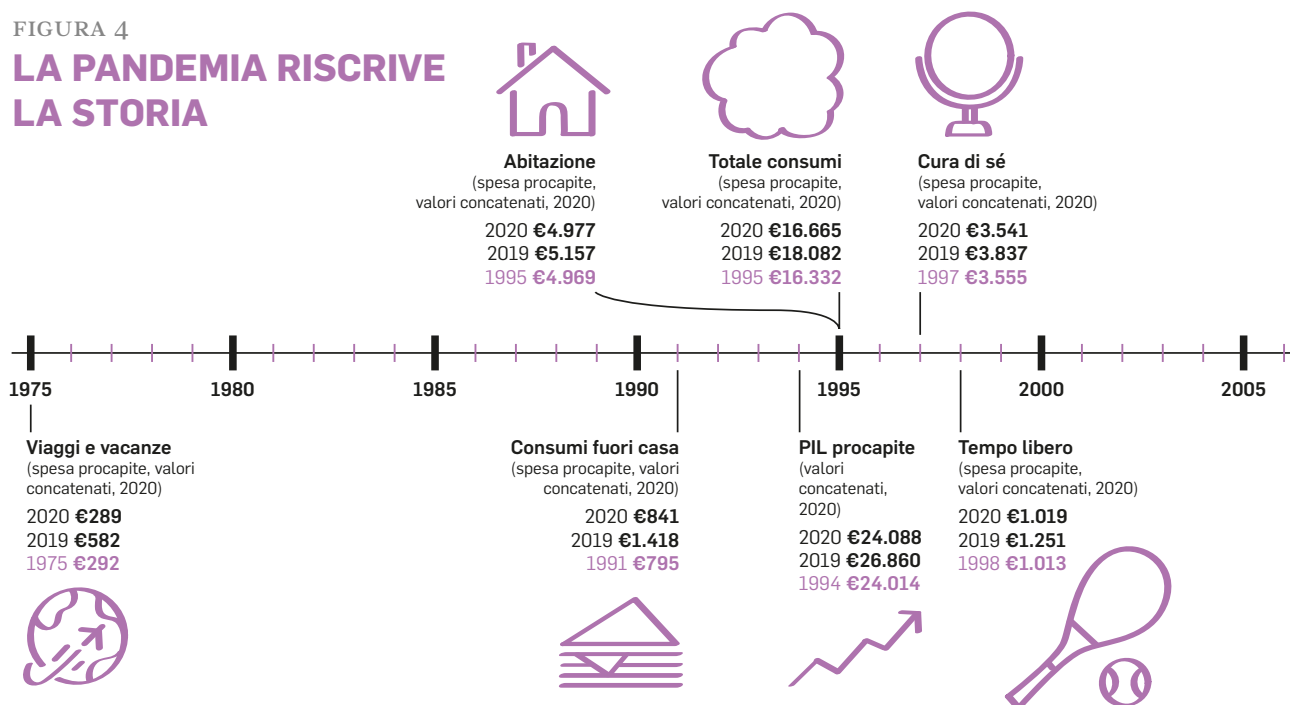 FIGURA 4
LA PANDEMIA RISCRIVE
LA STORIA
Abitazione
(spesa procapite,
valori concatenati, 2020)
2020 €4.977
2019 €5.157
1995 €4.969
Totale consumi
(spesa procapite,
valori concatenati, 2020)
2020 €16.665
2019 €18.082
1995 €16.332
Cura di sé
(spesa procapite,
valori concatenati, 2020)
2020 €3.541
2019 €3.837
1997 €3.555
1975 1980 1985 1990 1995 2000 2005
Viaggi e vacanze
(spesa procapite, valori
concatenati, 2020)
2020 €289
2019 €582
1975 €292
Consumi fuori casa
(spesa procapite, valori
concatenati, 2020)
2020 €841
2019 €1.418
1991 €795
PIL procapite
(valori
concatenati,
2020)
2020 €24.088
2019 €26.860
1994 €24.014
Tempo libero
(spesa procapite,
valori concatenati, 2020)
2020 €1.019
2019 €1.251
1998 €1.013